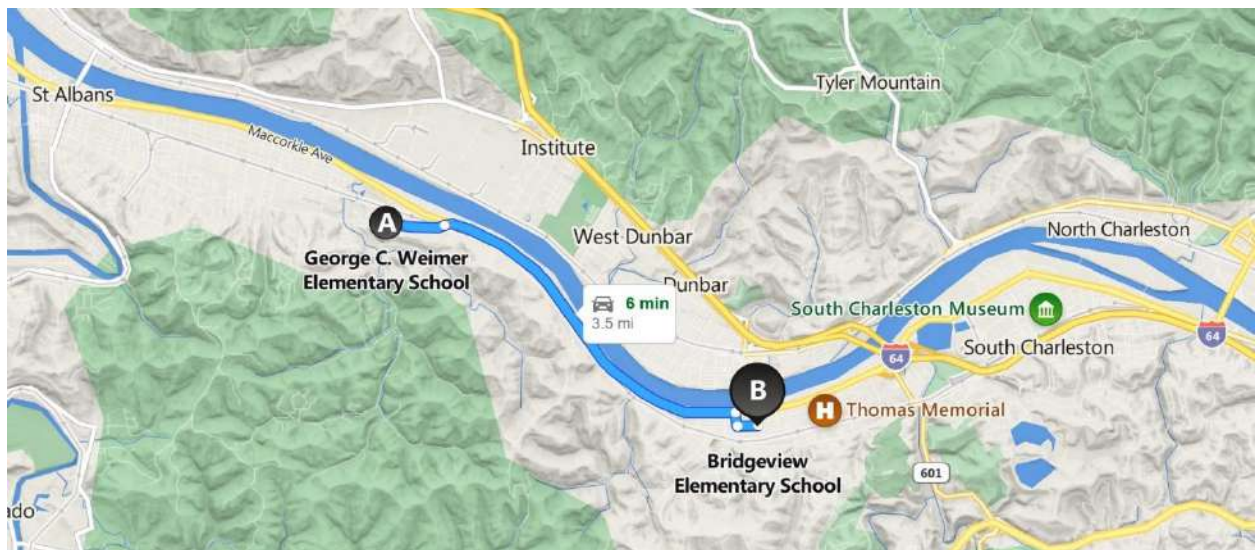 St Albans
Maccorkle Ave
Institute
Tyler Mountain
A
George C. Weimer
Elementary School
West Dunbar
Dunbar
North Charleston
6 min
3.5 mi
South Charleston Museum
64
64
South Charleston
B
H Thomas Memorial
Bridgeview
Elementary School
601
ado